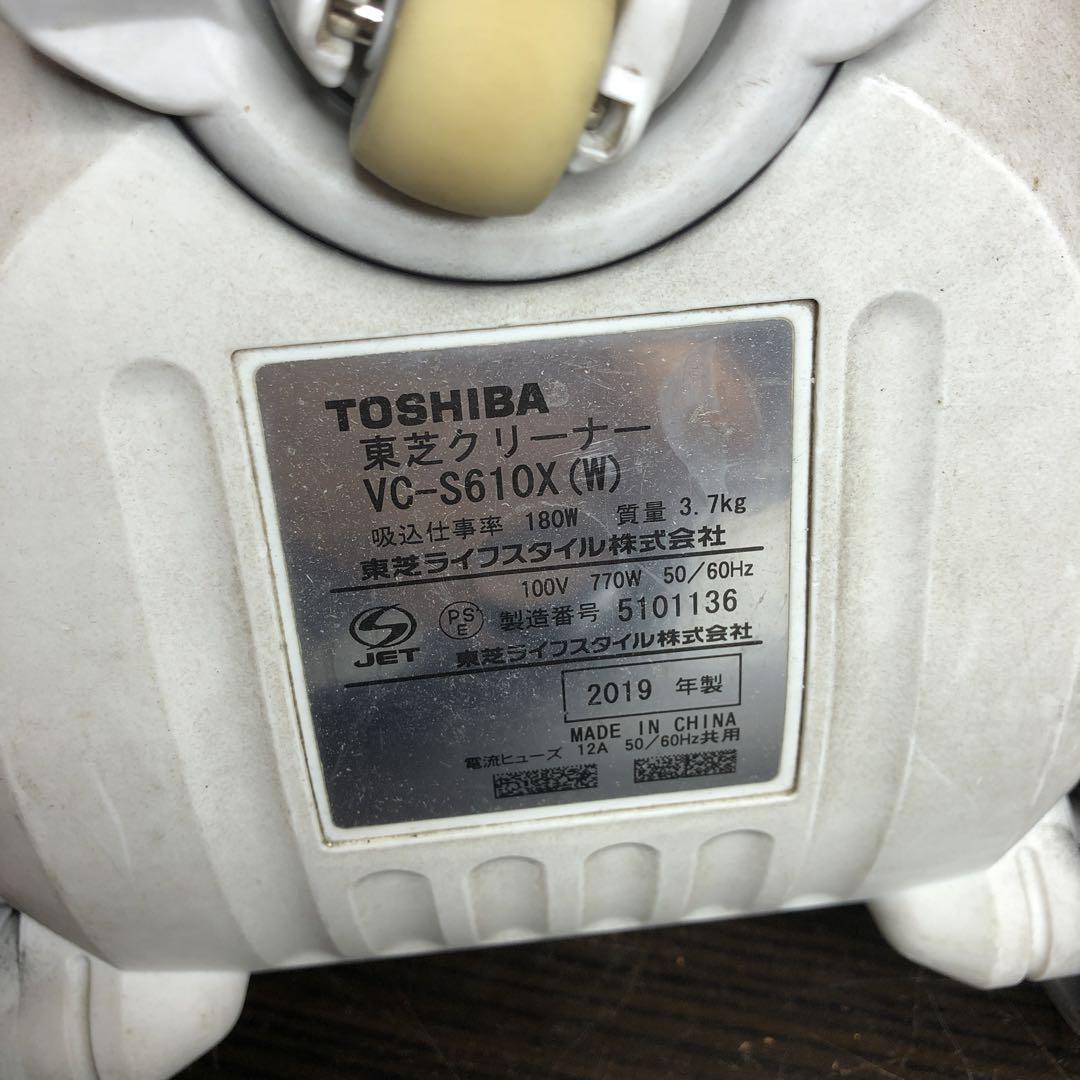 TOSHIBA
東芝クリーナー
VC-S610X(W)
吸込仕事率 180W 質量 3.7kg
東芝ライフスタイル株式会社
100V 770W 50/60Hz
JET PSE 製造番号 5101136
東芝ライフスタイル株式会社
2019 年製
MADE IN CHINA
電流ヒューズ 12A 50/60Hz共用